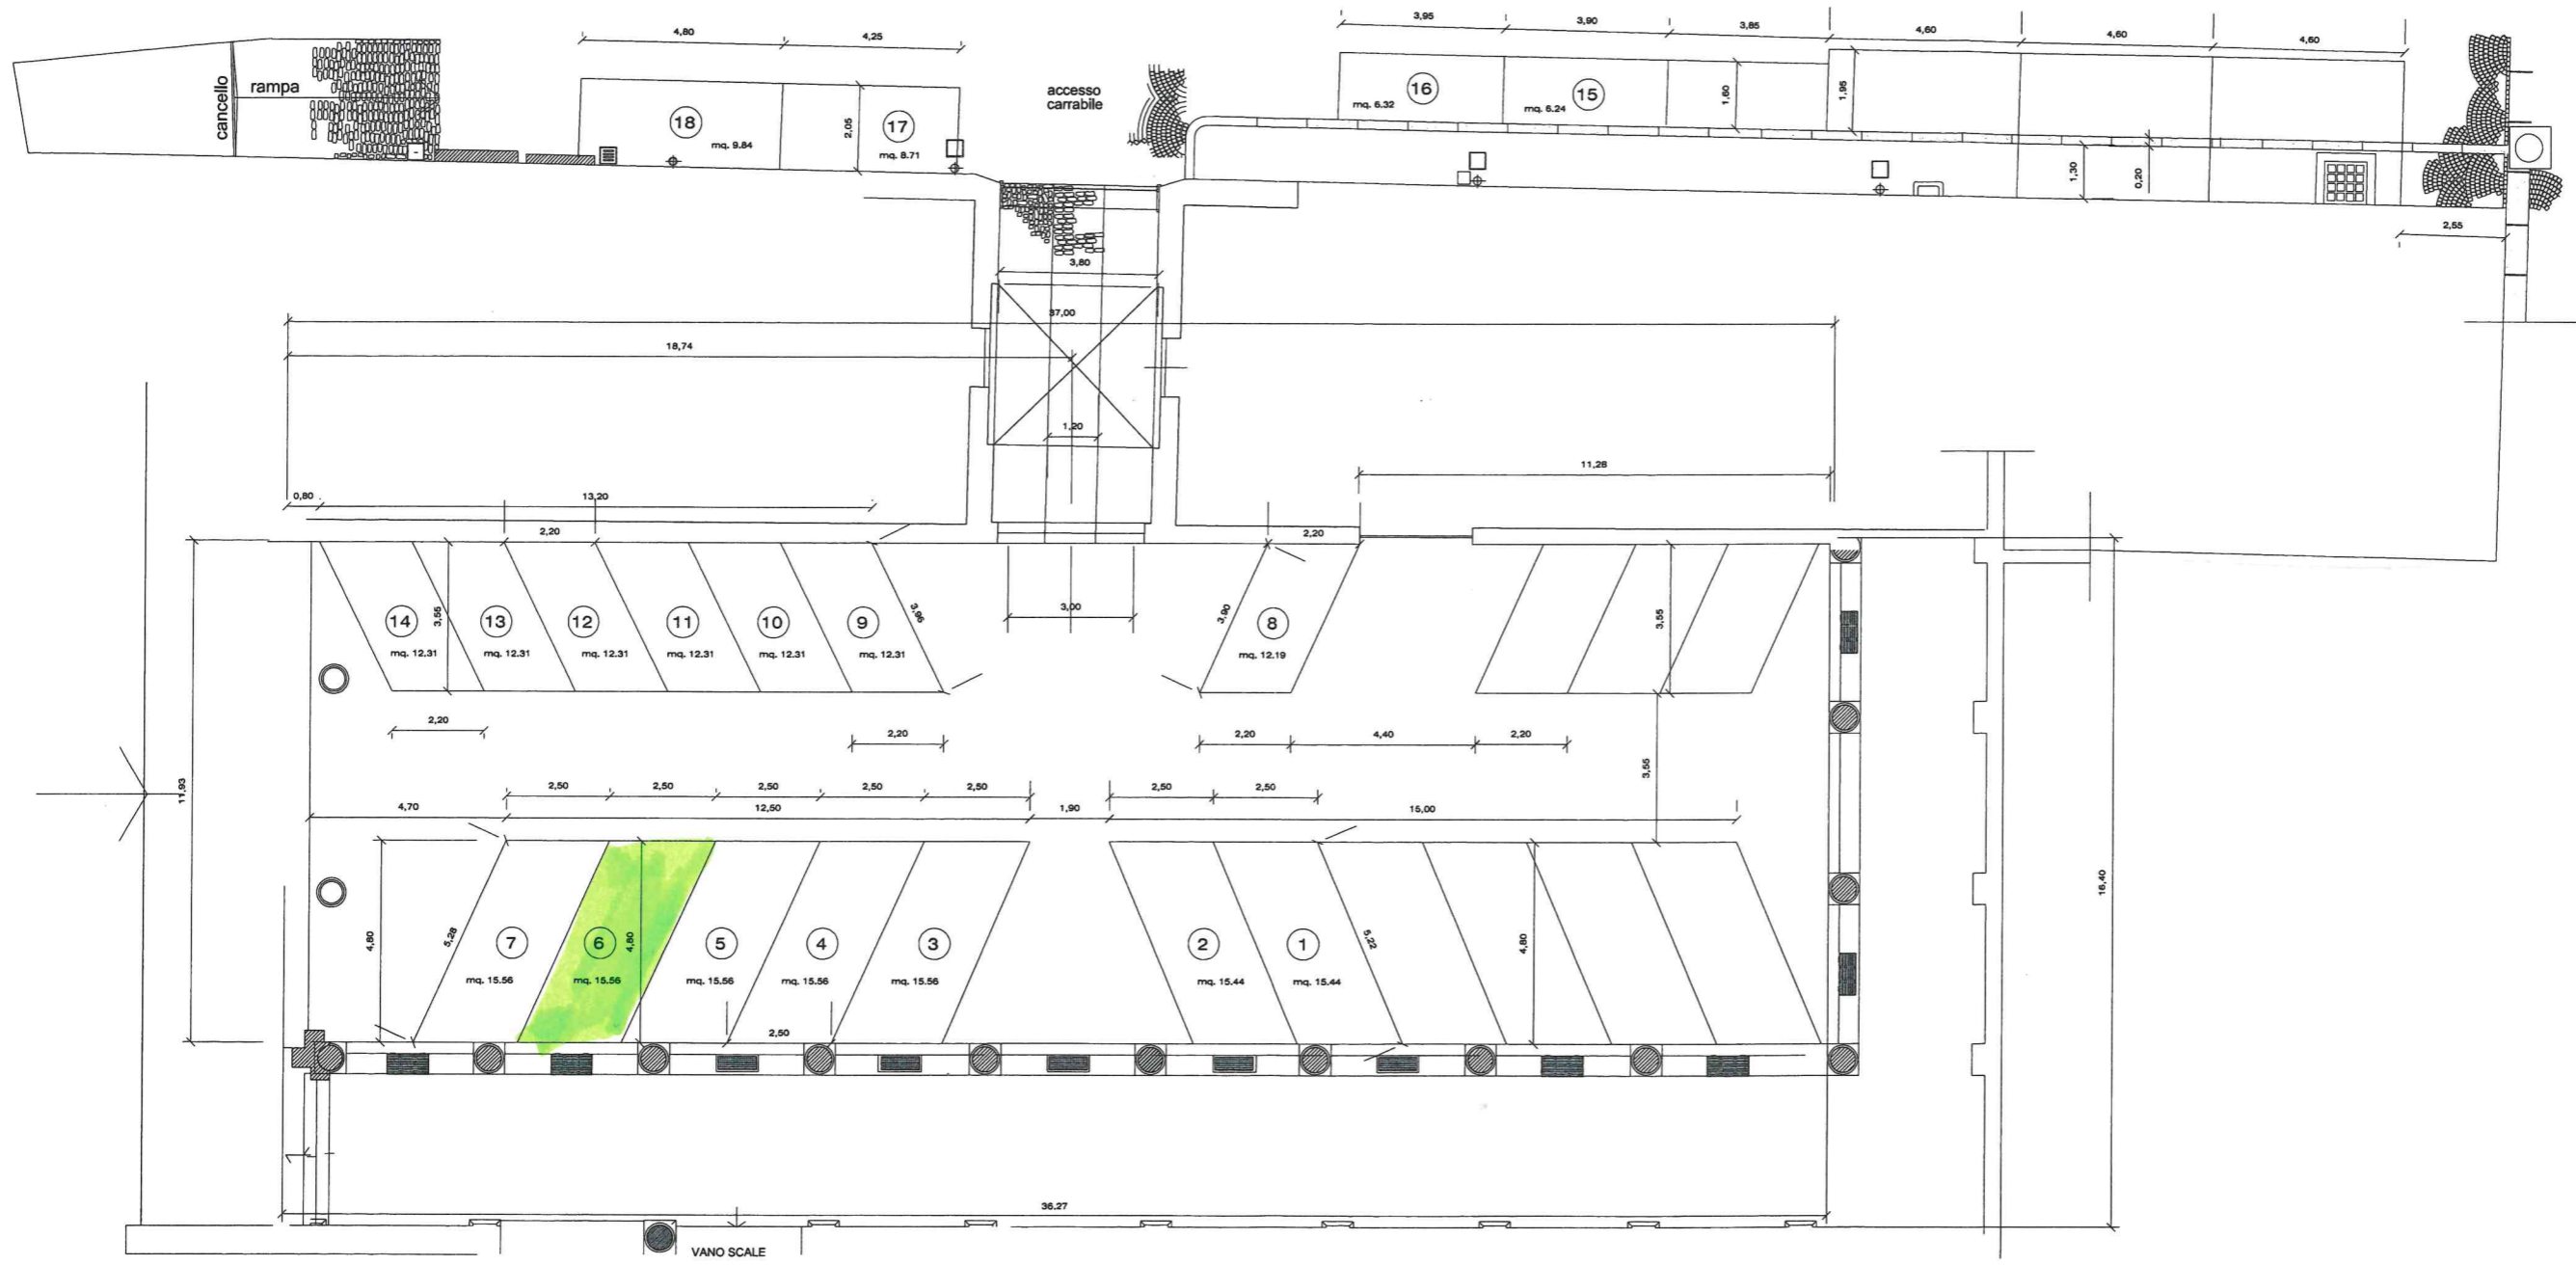 3,95 3,90 3,85 4,60 4,60 4,60
4,80 4,25
cancello
rampa
accesso
carrabile
18
mq. 9.84
2,05
17
mq. 8.71
16
mq. 6.32
15
mq. 6.24
1,60
1,95
1,30
0,20
2,55
3,80
37,00
18,74
1,20
11,28
0,80 13,20
2,20
2,20
14
mq. 12.31
3,55
13
mq. 12.31
12
mq. 12.31
11
mq. 12.31
10
mq. 12.31
9
mq. 12.31
3,96
3,00
3,90
8
mq. 12.19
3,55
2,20
2,20
2,20 4,40 2,20
3,55
11,93
2,50 2,50 2,50 2,50 2,50
2,50 2,50
4,70 12,50 1,90 15,00
4,80
5,28
7
mq. 15.56
6
mq. 15.56
4,80
5
mq. 15.56
4
mq. 15.56
3
mq. 15.56
2
mq. 15.44
1
mq. 15.44
5,22
4,80
16,40
2,50
36.27
VANO SCALE